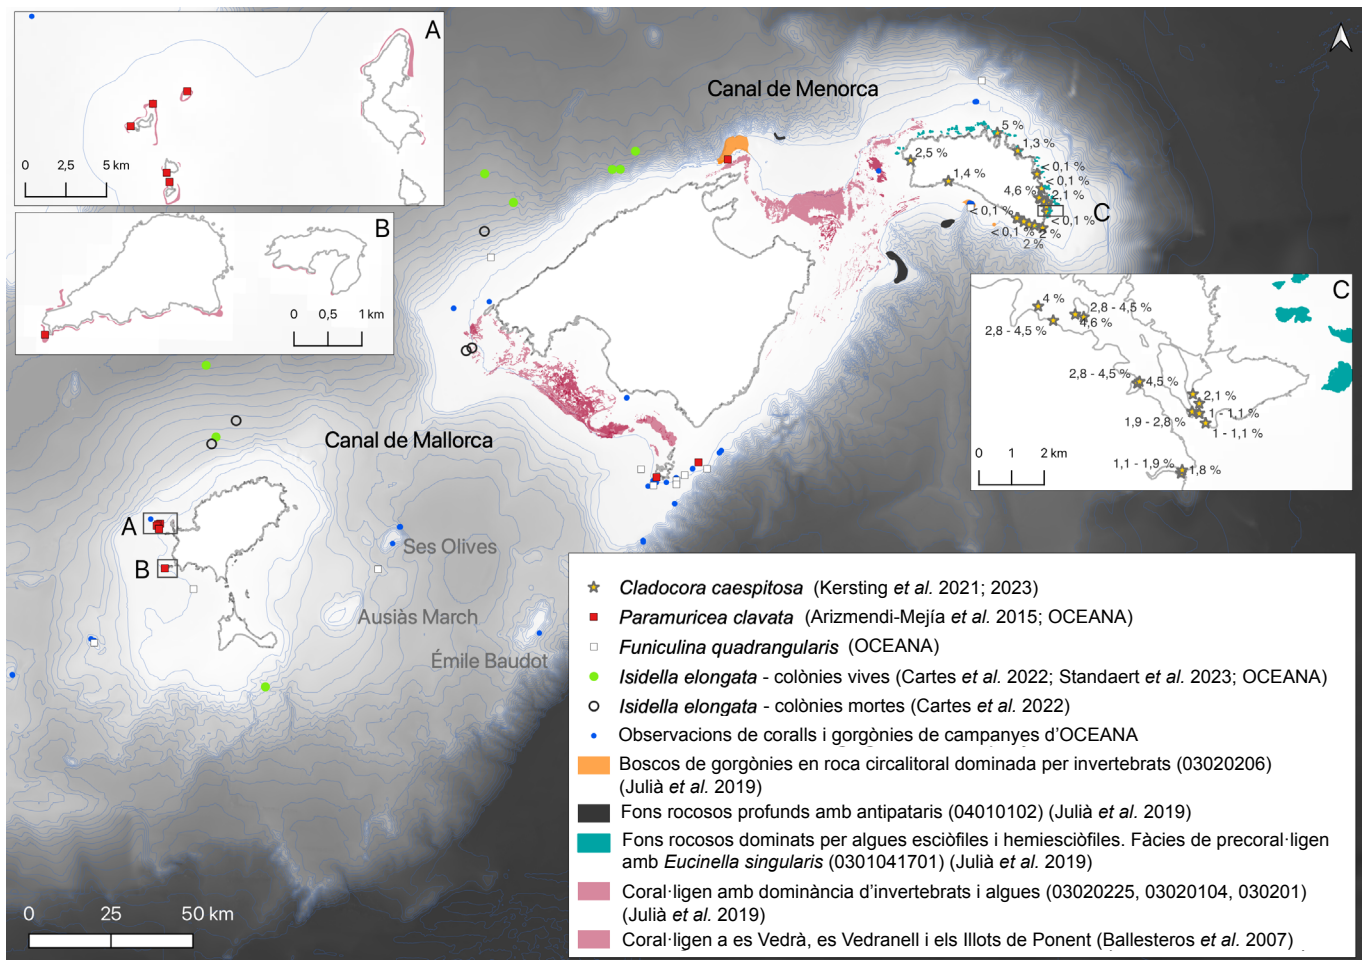 A
0 2,5 5 km
B
0 0,5 1 km
Canal de Menorca
5 %
1,3 %
2,5 %
< 0,1 %
1,4 %
< 0,1 %
4,6 %
2,1 %
< 0,1 %
< 0,1 %
C
< 0,1 %
2 %
2 %
C
4 %
2,8 - 4,5 %
2,8 - 4,5 %
4,6 %
2,8 - 4,5 %
4,5 %
2,1 %
1,9 - 2,8 %
1 - 1,1 %
1 - 1,1 %
1,1 - 1,9 %
1,8 %
0 1 2 km
Canal de Mallorca
A
B
Ses Olives
Ausiàs March
Émile Baudot
Cladocora caespitosa (Kersting et al. 2021; 2023)
Paramuricea clavata (Arizmendi-Mejía et al. 2015; OCEANA)
Funiculina quadrangularis (OCEANA)
Isidella elongata - colònies vives (Cartes et al. 2022; Standaert et al. 2023; OCEANA)
Isidella elongata - colònies mortes (Cartes et al. 2022)
Observacions de coralls i gorgònies de campanyes d'OCEANA
Boscos de gorgònies en roca circalitoral dominada per invertebrats (03020206)
(Julià et al. 2019)
Fons rocosos profunds amb antipataris (04010102) (Julià et al. 2019)
Fons rocosos dominats per algues esciòfiles i hemiesciòfiles. Fàcies de precoral·ligen
amb Eucinella singularis (0301041701) (Julià et al. 2019)
Coral·ligen amb dominància d'invertebrats i algues (03020225, 03020104, 030201)
(Julià et al. 2019)
Coral·ligen a es Vedrà, es Vedranell i els Illots de Ponent (Ballesteros et al. 2007)
0 25 50 km